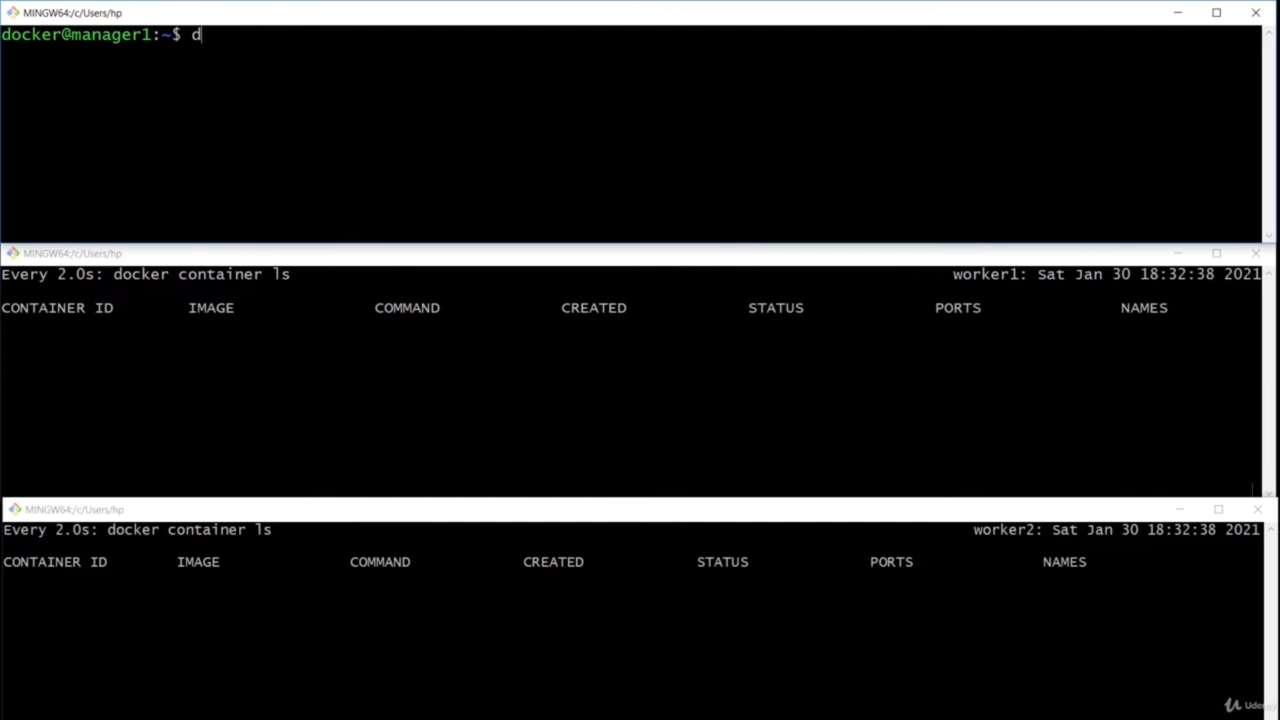 MINGW64:/c/Users/hp
docker@manager1:~$ d
MINGW64:/c/Users/hp
Every 2.0s: docker container ls worker1: Sat Jan 30 18:32:38 2021
CONTAINER ID IMAGE COMMAND CREATED STATUS PORTS NAMES
MINGW64:/c/Users/hp
Every 2.0s: docker container ls worker2: Sat Jan 30 18:32:38 2021
CONTAINER ID IMAGE COMMAND CREATED STATUS PORTS NAMES